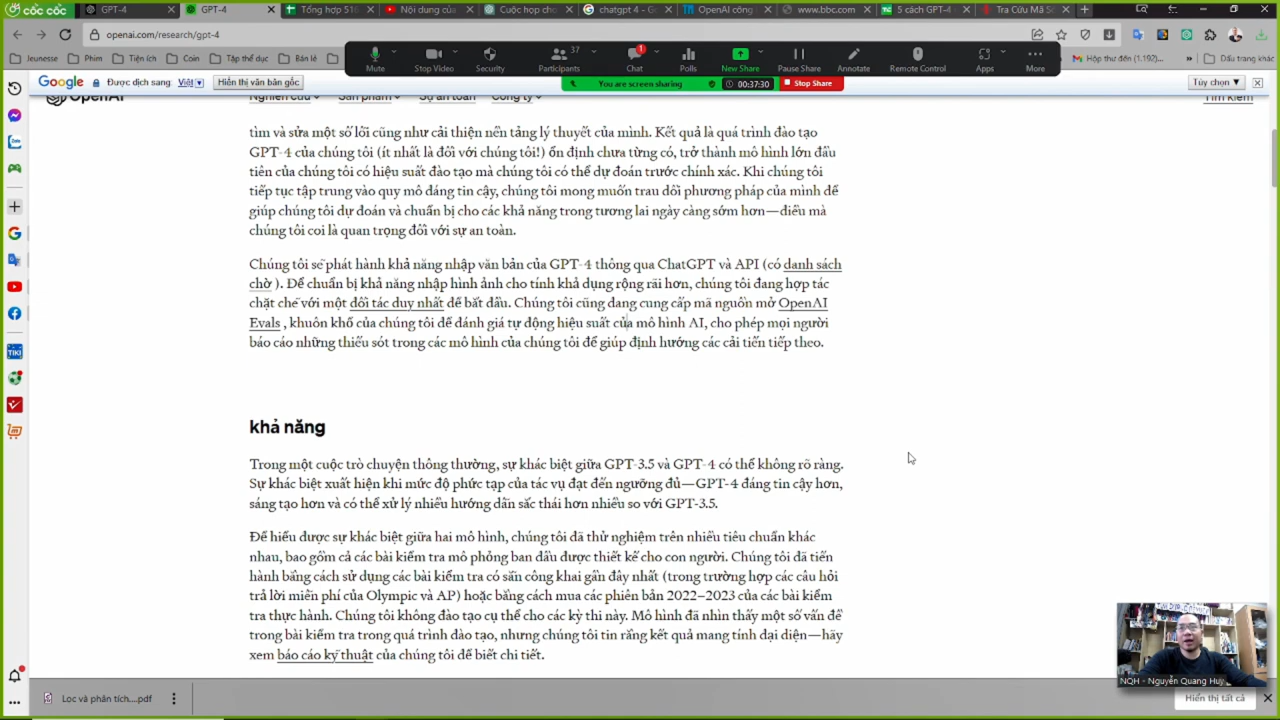 cốc cốc
GPT-4
GPT-4
Tổng hợp 516
Nội dung của
Cuộc họp cho
chatgpt 4 - G
OpenAI công
www.bbc.com
5 cách GPT-4
Tra Cứu Mã S
openai.com/research/gpt-4
Jeunesse
Phim
Tiện ích
Coin
Tập thể dục
Bán lẻ
Hộp thư đến (1.192)...
Dấu trang khác
Mute
Stop Video
Security
Participants
37
Chat
1
Polls
New Share
Pause Share
Annotate
Remote Control
Apps
More
You are screen sharing
00:37:30
Stop Share
Google
Được dịch sang:
Việt
Hiển thị văn bản gốc
Tùy chọn ▼
OpenAI
Nghiên cứu
Sản phẩm
Sự an toàn
Công ty
Tìm kiếm
tìm và sửa một số lỗi cũng như cải thiện nền tảng lý thuyết của mình. Kết quả là quá trình đào tạo
GPT-4 của chúng tôi (ít nhất là đối với chúng tôi!) ổn định chưa từng có, trở thành mô hình lớn đầu
tiên của chúng tôi có hiệu suất đào tạo mà chúng tôi có thể dự đoán trước chính xác. Khi chúng tôi
tiếp tục tập trung vào quy mô đáng tin cậy, chúng tôi mong muốn trau dồi phương pháp của mình để
giúp chúng tôi dự đoán và chuẩn bị cho các khả năng trong tương lai ngày càng sớm hơn—điều mà
chúng tôi coi là quan trọng đối với sự an toàn.
Chúng tôi sẽ phát hành khả năng nhập văn bản của GPT-4 thông qua ChatGPT và API (có danh sách
chờ ). Để chuẩn bị khả năng nhập hình ảnh cho tính khả dụng rộng rãi hơn, chúng tôi đang hợp tác
chặt chẽ với một đối tác duy nhất để bắt đầu. Chúng tôi cũng đang cung cấp mã nguồn mở OpenAI
Evals , khuôn khổ của chúng tôi để đánh giá tự động hiệu suất của mô hình AI, cho phép mọi người
báo cáo những thiếu sót trong các mô hình của chúng tôi để giúp định hướng các cải tiến tiếp theo.
khả năng
Trong một cuộc trò chuyện thông thường, sự khác biệt giữa GPT-3.5 và GPT-4 có thể không rõ ràng.
Sự khác biệt xuất hiện khi mức độ phức tạp của tác vụ đạt đến ngưỡng đủ—GPT-4 đáng tin cậy hơn,
sáng tạo hơn và có thể xử lý nhiều hướng dẫn sắc thái hơn nhiều so với GPT-3.5.
Để hiểu được sự khác biệt giữa hai mô hình, chúng tôi đã thử nghiệm trên nhiều tiêu chuẩn khác
nhau, bao gồm cả các bài kiểm tra mô phỏng ban đầu được thiết kế cho con người. Chúng tôi đã tiến
hành bằng cách sử dụng các bài kiểm tra có sẵn công khai gần đây nhất (trong trường hợp các câu hỏi
trả lời miễn phí của Olympic và AP) hoặc bằng cách mua các phiên bản 2022–2023 của các bài kiểm
tra thực hành. Chúng tôi không đào tạo cụ thể cho các kỳ thi này. Mô hình đã nhìn thấy một số vấn đề
trong bài kiểm tra trong quá trình đào tạo, nhưng chúng tôi tin rằng kết quả mang tính đại diện—hãy
xem báo cáo kỹ thuật của chúng tôi để biết chi tiết.
Zalo
TIKI
NQH - Nguyễn Quang Huy
Loc và phân tích....pdf
Hiển thị tất cả